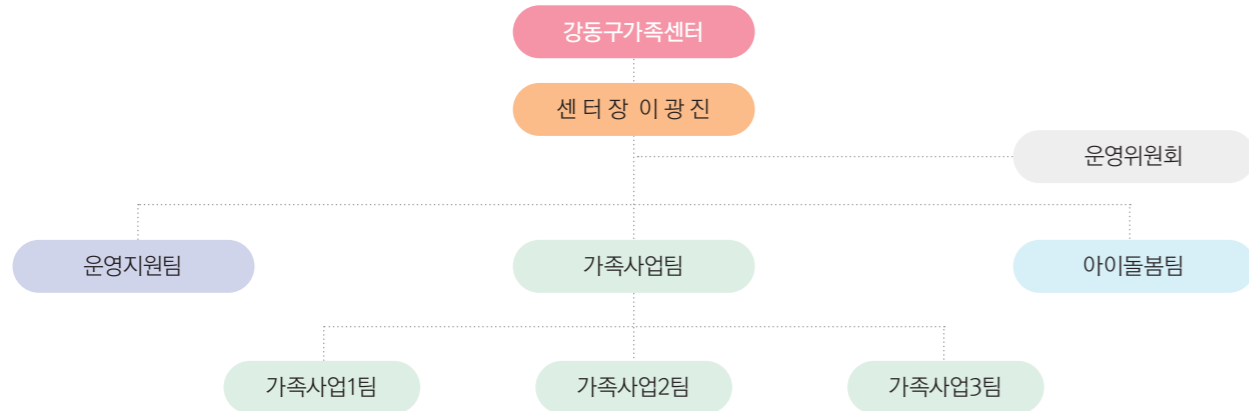 강동구가족센터
센 터 장 이 광 진
운영위원회
운영지원팀
가족사업팀
아이돌봄팀
가족사업1팀
가족사업2팀
가족사업3팀